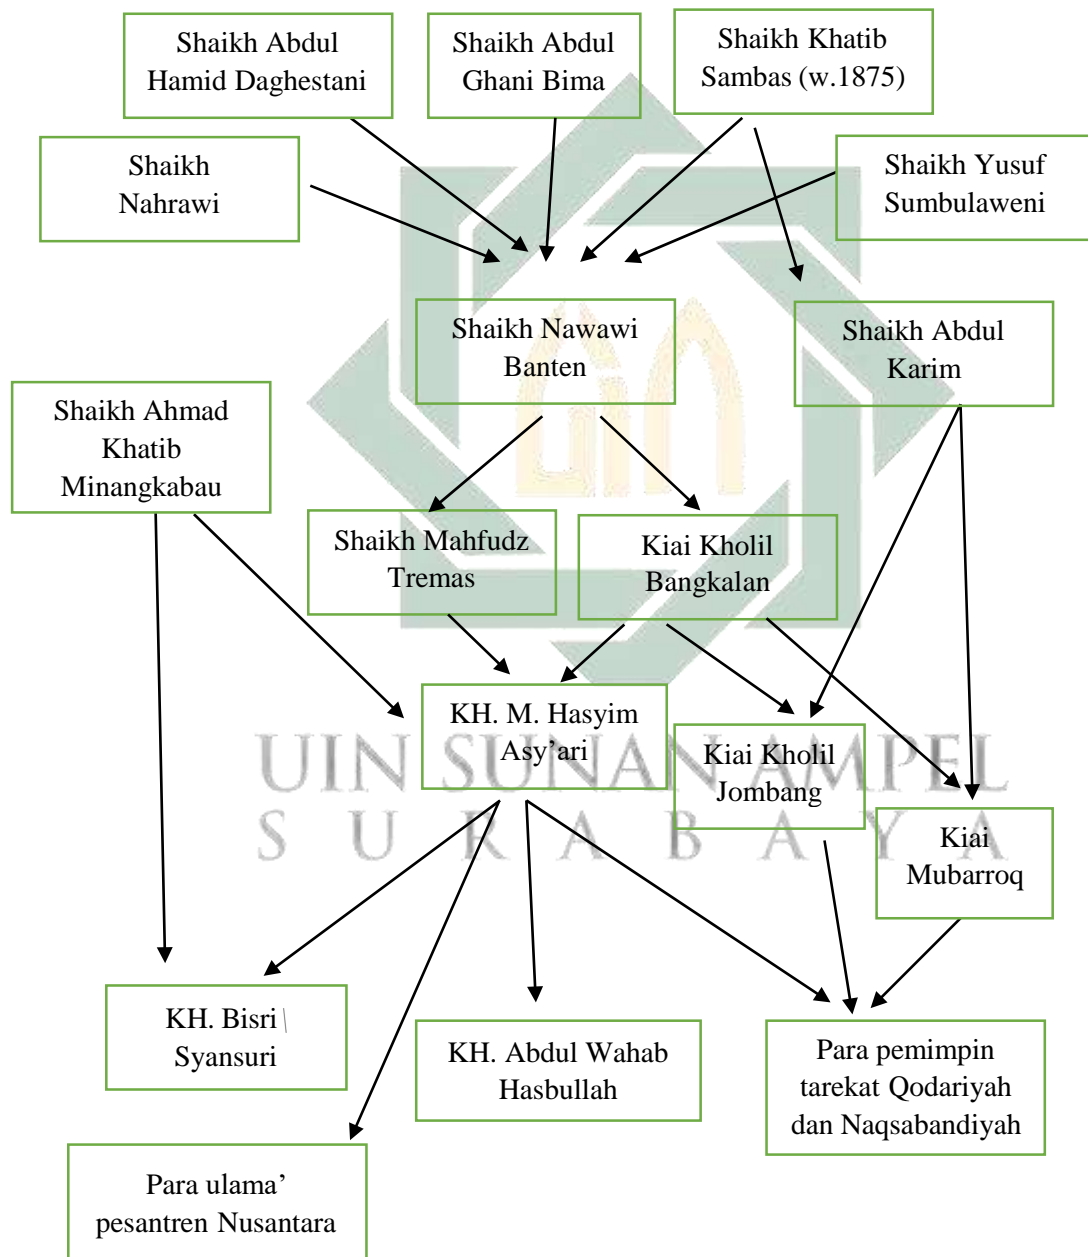 Shaikh Abdul
Hamid Daghestani
Shaikh Abdul
Ghani Bima
Shaikh Khatib
Sambas (w.1875)
Shaikh
Nahrawi
Shaikh Yusuf
Sumbulaweni
Shaikh Nawawi
Banten
Shaikh Abdul
Karim
Shaikh Ahmad
Khatib
Minangkabau
Shaikh Mahfudz
Tremas
Kiai Kholil
Bangkalan
KH. M. Hasyim
Asy’ari
Kiai Kholil
Jombang
UIN SUNAN AMPEL
SURABAYA
Kiai
Mubarroq
KH. Bisri
Syansuri
KH. Abdul Wahab
Hasbullah
Para pemimpin
tarekat Qodariyah
dan Naqsabandiyah
Para ulama’
pesantren Nusantara